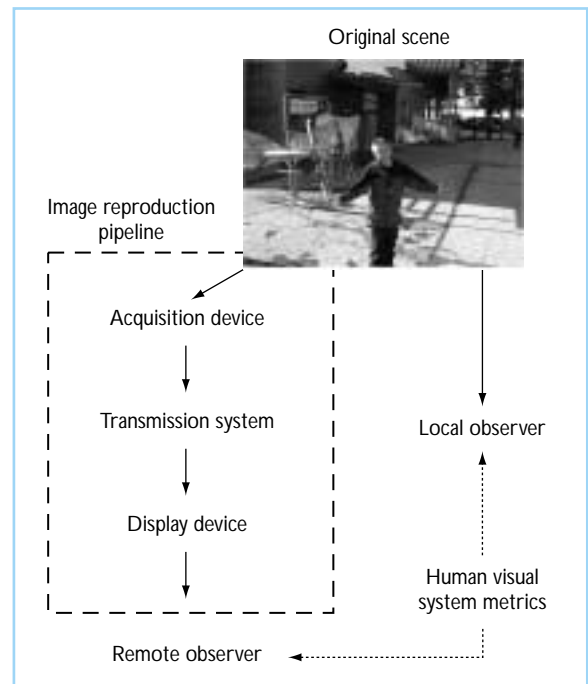 Original scene
Image reproduction
pipeline
Acquisition device
Transmission system
Local observer
Display device
Human visual
system metrics
Remote observer